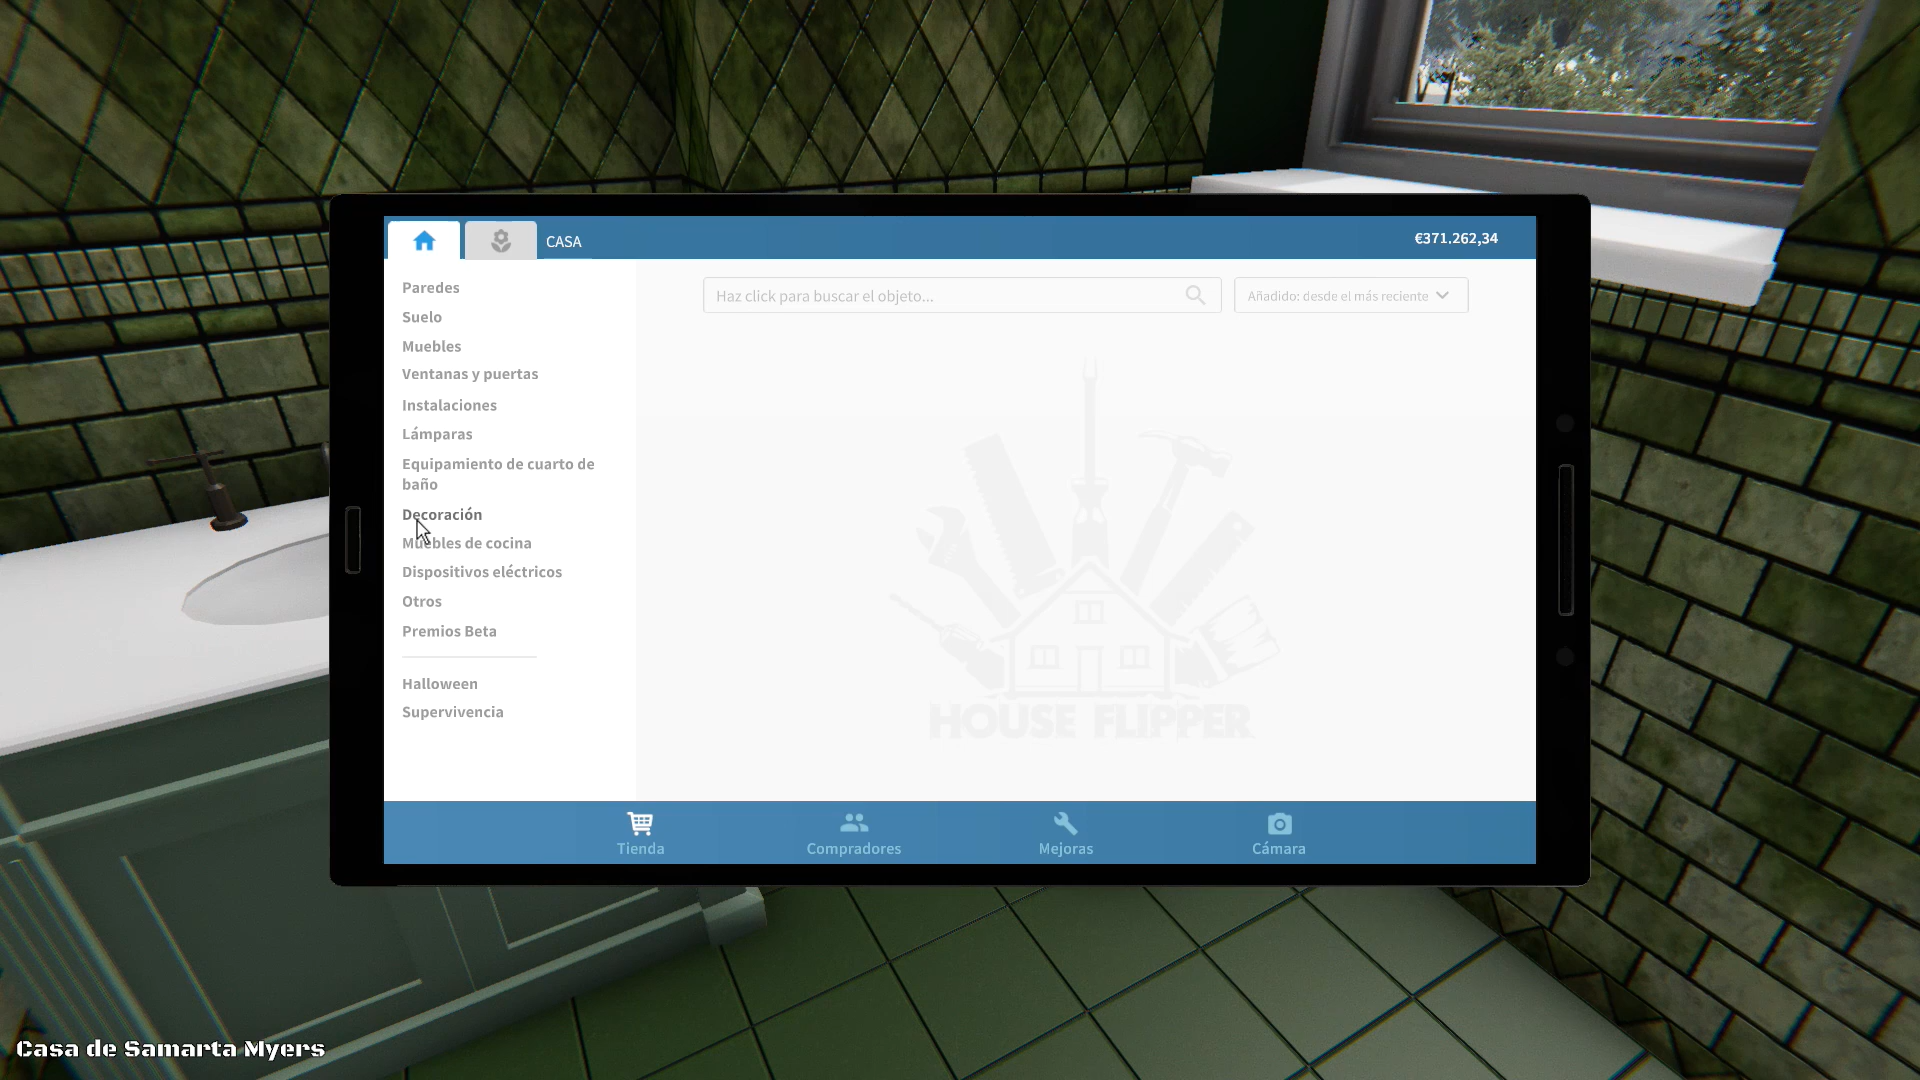 CASA
€371.262,34
Paredes
Suelo
Muebles
Ventanas y puertas
Instalaciones
Lámparas
Equipamiento de cuarto de
baño
Decoración
Muebles de cocina
Dispositivos eléctricos
Otros
Premios Beta
Halloween
Supervivencia
Haz click para buscar el objeto...
Añadido: desde el más reciente
HOUSE FLIPPER
Tienda
Compradores
Mejoras
Cámara
Casa de Samarta Myers